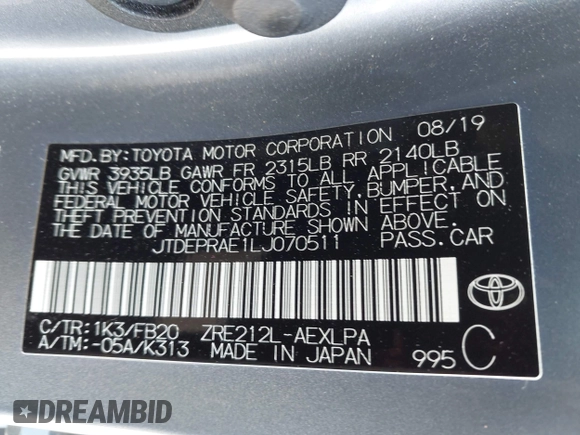 MFD.BY:TOYOTA MOTOR CORPORATION 08/19
GVWR 3935LB GAWR FR 2315LB RR 2140LB
THIS VEHICLE CONFORMS TO ALL APPLICABLE
FEDERAL MOTOR VEHICLE SAFETY,BUMPER,AND
THEFT PREVENTION STANDARDS IN EFFECT ON
THE DATE OF MANUFACTURE SHOWN ABOVE.
JTDEPRAE1LJ070511 PASS.CAR
C/TR:1K3/FB20 ZRE212L-AEXLPA
A/TM:-05A/K313 MADE IN JAPAN 995 C
DREAMBID